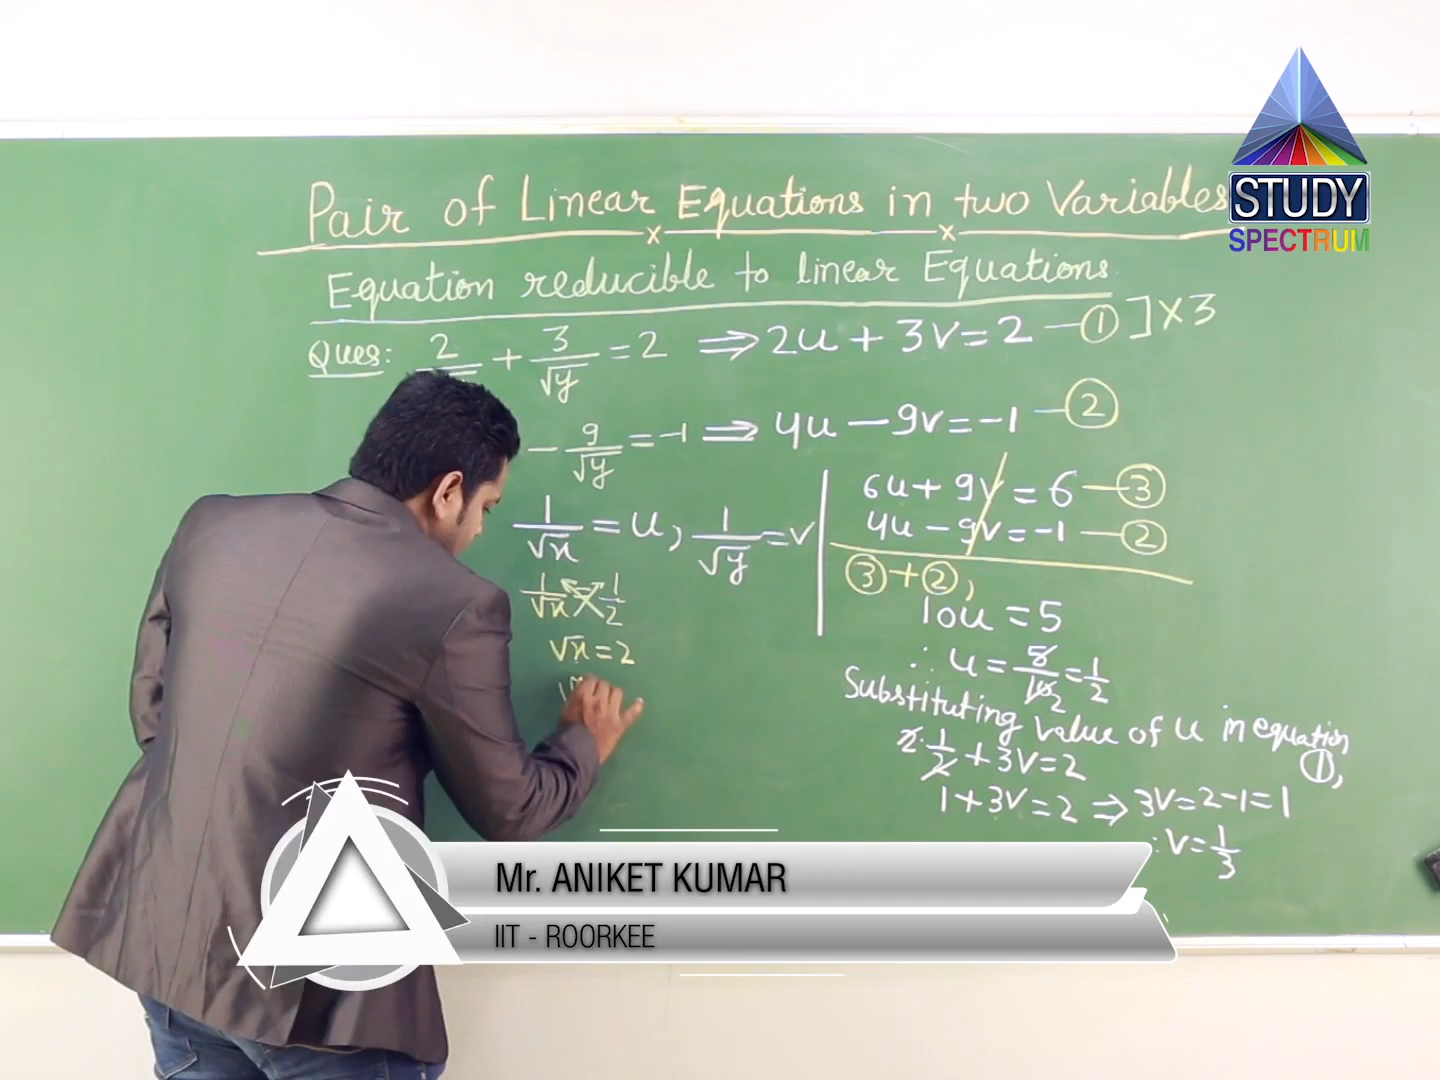 STUDY
SPECTRUM
Pair of Linear Equations in two Variables
x x
Equation reducible to linear Equations
Ques: 2 + 3/√y = 2 ⇒ 2u + 3v = 2 — ① ] × 3
- 9/√y = -1 ⇒ 4u - 9v = -1 — ②
1/√x = u, 1/√y = v
1/√x 1/2
√x = 2
6u + 9v = 6 — ③
4u - 9v = -1 — ②
③ + ②,
10u = 5
∴ u = 5/10 2 = 1/2
Substituting value of u in equation ①,
2·1/2 + 3v = 2
1 + 3v = 2 ⇒ 3v = 2-1 = 1
∴ v = 1/3
Mr. ANIKET KUMAR
IIT - ROORKEE